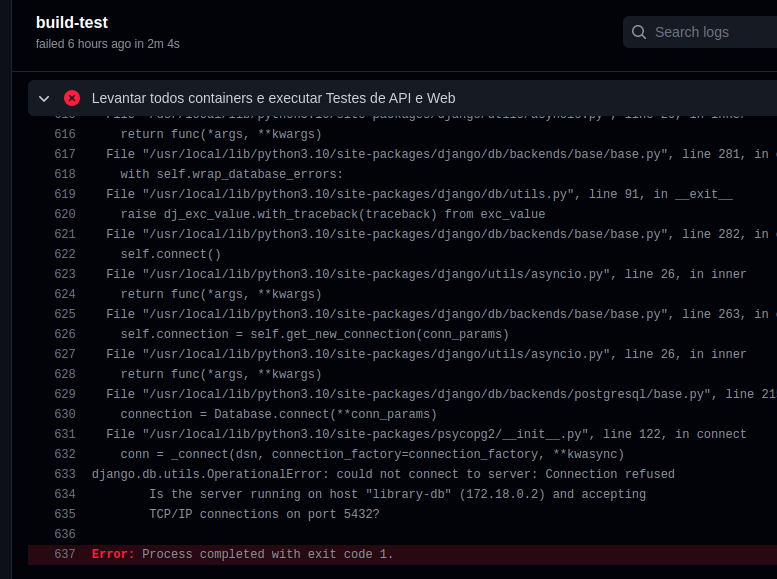 build-test
failed 6 hours ago in 2m 4s
Search logs
Levantar todos containers e executar Testes de API e Web
616 return func(*args, **kwargs)
617 File "/usr/local/lib/python3.10/site-packages/django/db/backends/base/base.py", line 281, in
618 with self.wrap_database_errors:
619 File "/usr/local/lib/python3.10/site-packages/django/db/utils.py", line 91, in __exit__
620 raise dj_exc_value.with_traceback(traceback) from exc_value
621 File "/usr/local/lib/python3.10/site-packages/django/db/backends/base/base.py", line 282, in
622 self.connect()
623 File "/usr/local/lib/python3.10/site-packages/django/utils/asyncio.py", line 26, in inner
624 return func(*args, **kwargs)
625 File "/usr/local/lib/python3.10/site-packages/django/db/backends/base/base.py", line 263, in
626 self.connection = self.get_new_connection(conn_params)
627 File "/usr/local/lib/python3.10/site-packages/django/utils/asyncio.py", line 26, in inner
628 return func(*args, **kwargs)
629 File "/usr/local/lib/python3.10/site-packages/django/db/backends/postgresql/base.py", line
630 connection = Database.connect(**conn_params)
631 File "/usr/local/lib/python3.10/site-packages/psycopg2/__init__.py", line 122, in connect
632 conn = _connect(dsn, connection_factory=connection_factory, **kwasync)
633 django.db.utils.OperationalError: could not connect to server: Connection refused
634 Is the server running on host "library-db" (172.18.0.2) and accepting
635 TCP/IP connections on port 5432?
636
637 Error: Process completed with exit code 1.